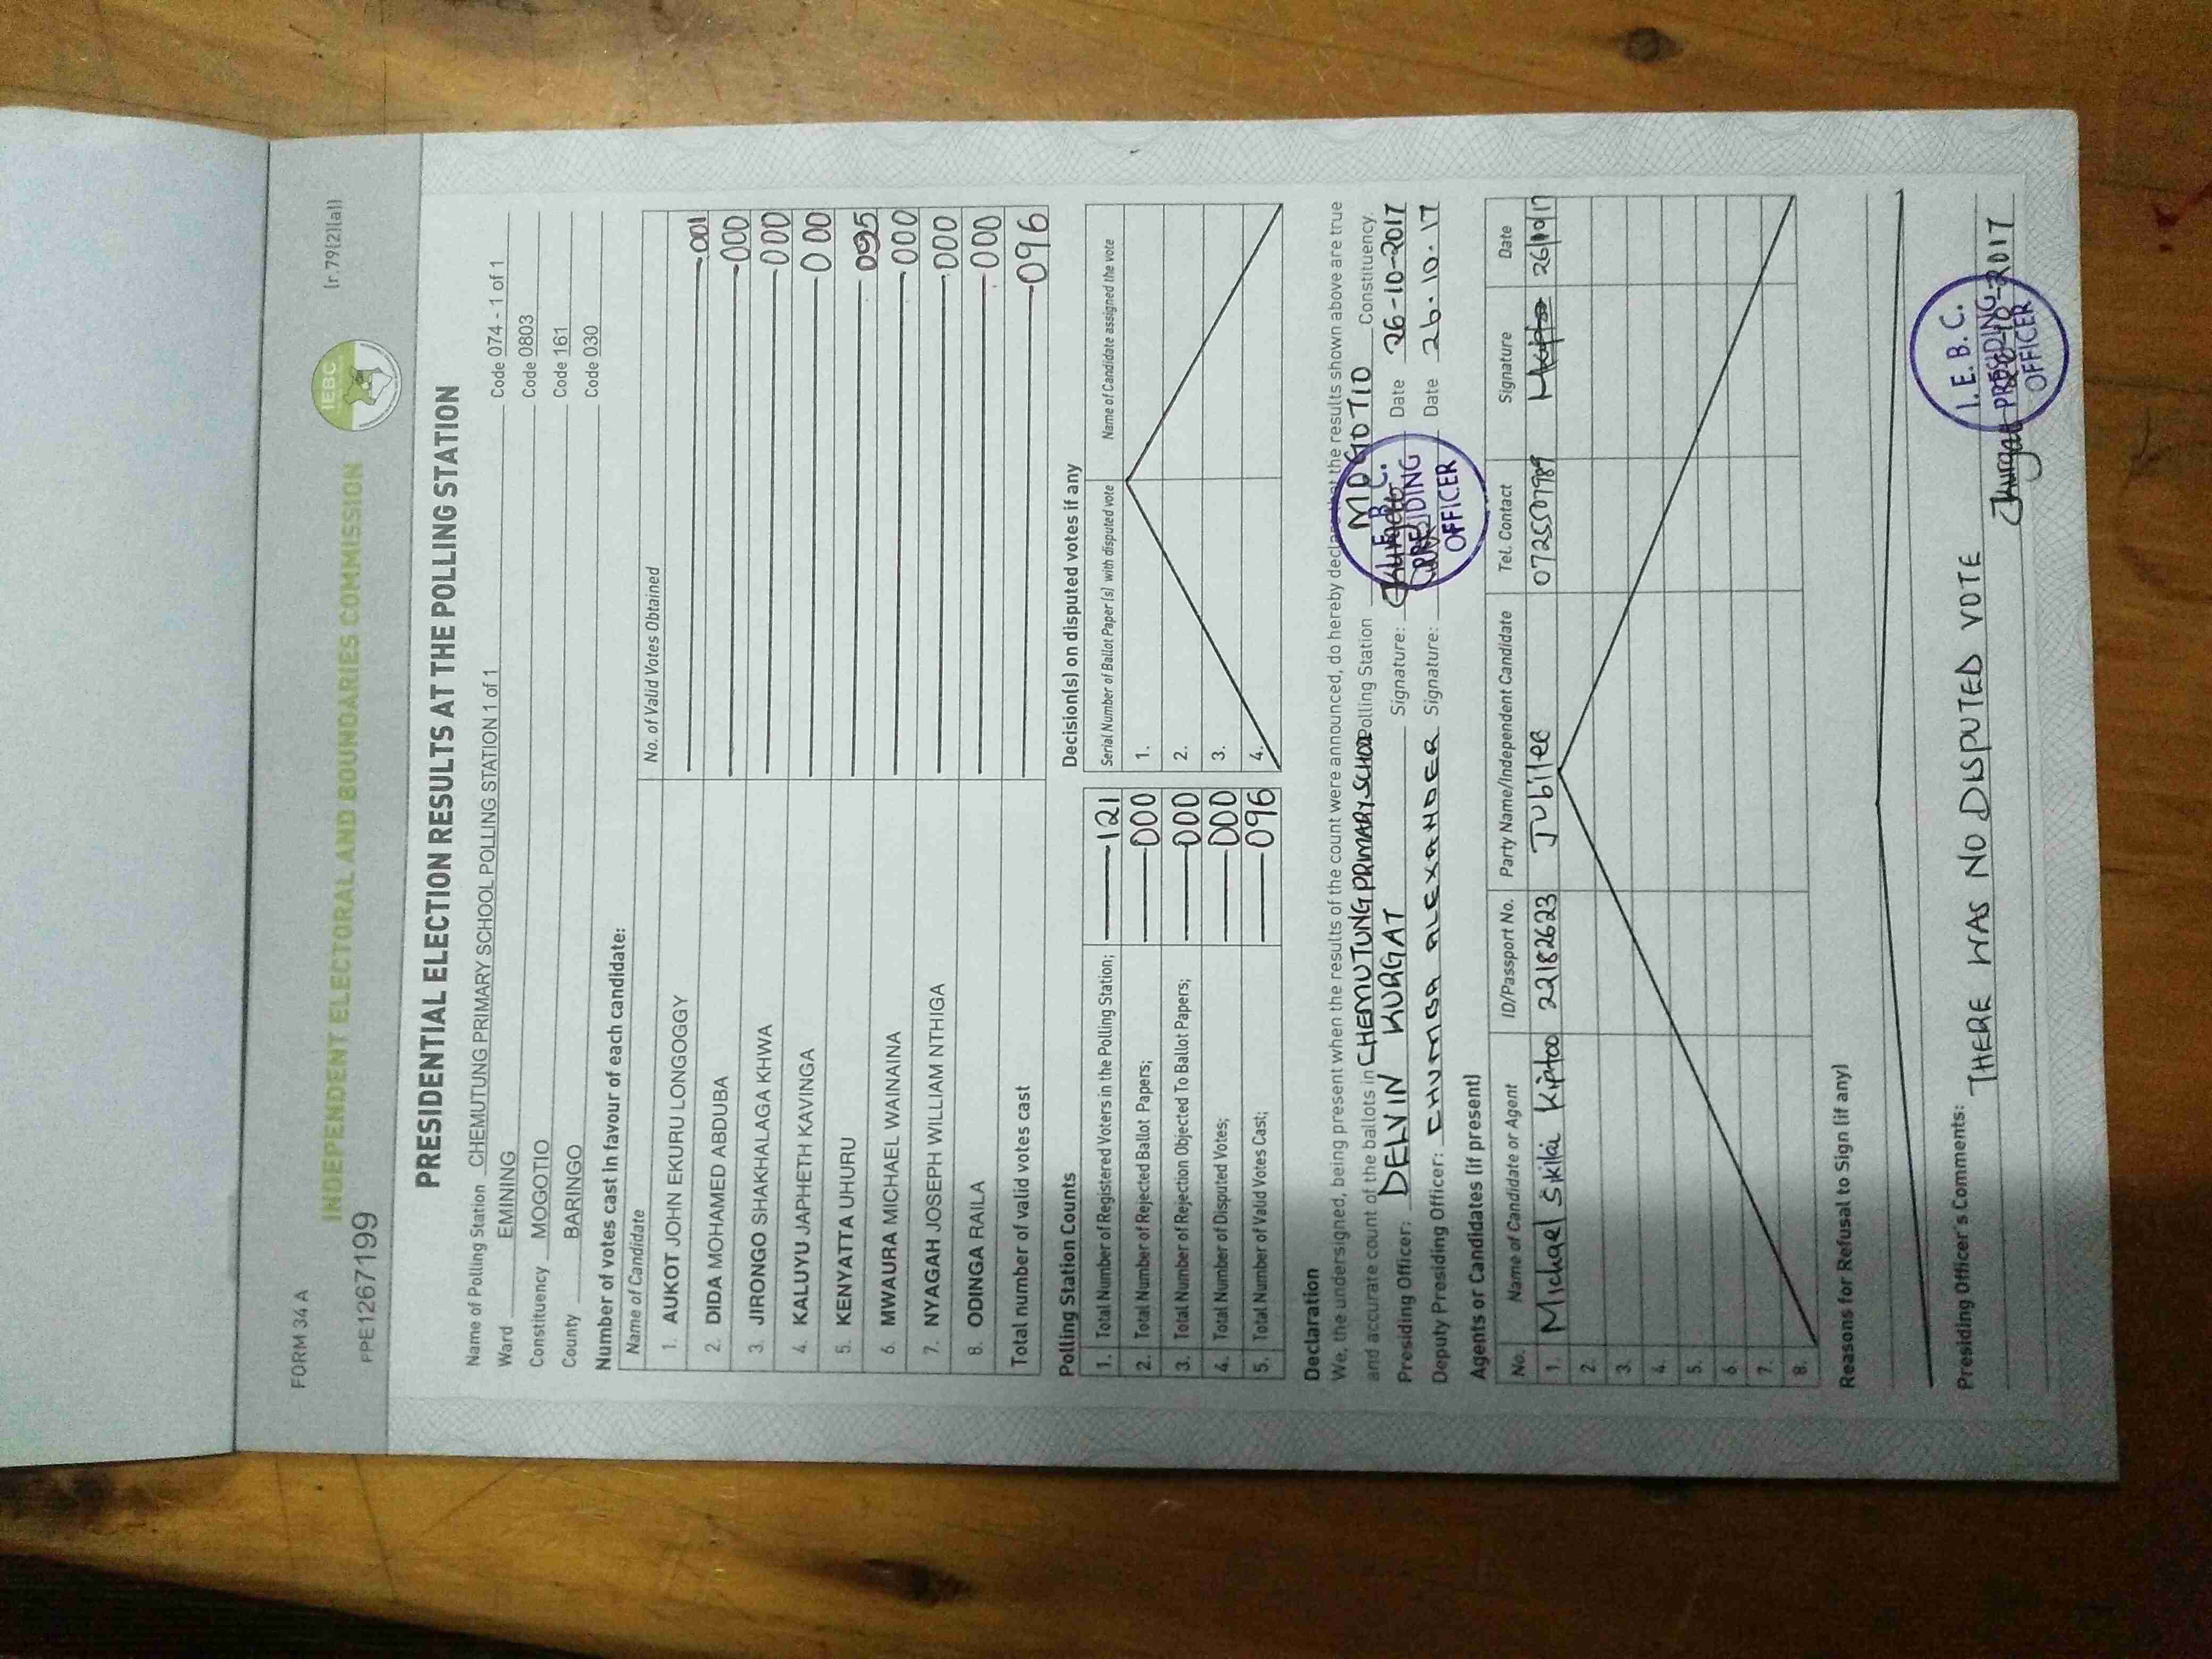 FORM 34 A
(r.79(2)(a))
IEBC
INDEPENDENT ELECTORAL AND BOUNDARIES COMMISSION
PPE1267199
PRESIDENTIAL ELECTION RESULTS AT THE POLLING STATION
Name of Polling Station CHEMUTUNG PRIMARY SCHOOL POLLING STATION 1 of 1 Code 074 - 1 of 1
Ward EMINING Code 0803
Constituency MOGOTIO Code 161
County BARINGO Code 030
Number of votes cast in favour of each candidate:
Name of Candidate No. of Valid Votes Obtained
1. AUKOT JOHN EKURU LONGOGGY 001
2. DIDA MOHAMED ABDUBA 000
3. JIRONGO SHAKHALAGA KHWA 000
4. KALUYU JAPHETH KAVINGA 000
5. KENYATTA UHURU 095
6. MWAURA MICHAEL WAINAINA 000
7. NYAGAH JOSEPH WILLIAM NTHIGA 000
8. ODINGA RAILA 000
Total number of valid votes cast 096
Polling Station Counts
1. Total Number of Registered Voters in the Polling Station; 121
2. Total Number of Rejected Ballot Papers; 000
3. Total Number of Rejection Objected To Ballot Papers; 000
4. Total Number of Disputed Votes; 000
5. Total Number of Valid Votes Cast; 096
Decision(s) on disputed votes if any
Serial Number of Ballot Paper(s) with disputed vote Name of Candidate assigned the vote
1.
2.
3.
4.
Declaration
We, the undersigned, being present when the results of the count were announced, do hereby declare that the results shown above are true
and accurate count of the ballots in CHEMUTUNG PRIMARY SCHOOL Polling Station MOGOTIO Constituency.
Presiding Officer: DELVIN KURGAT Signature: Date 26-10-2017
Deputy Presiding Officer: CHUMBA ALEXANDER Signature: Date 26.10.17
I.E.B.C.
PRESIDING
OFFICER
Agents or Candidates (if present)
No. Name of Candidate or Agent ID/Passport No. Party Name/Independent Candidate Tel. Contact Signature Date
1. Michael Skilai Kiptoo 22182623 Jubilee 0725507989 26/10/17
2
3.
4.
5.
6
7.
8.
Reasons for Refusal to Sign (if any)
Presiding Officer's Comments: THERE WAS NO DISPUTED VOTE
I.E.B.C.
PRESIDING
OFFICER